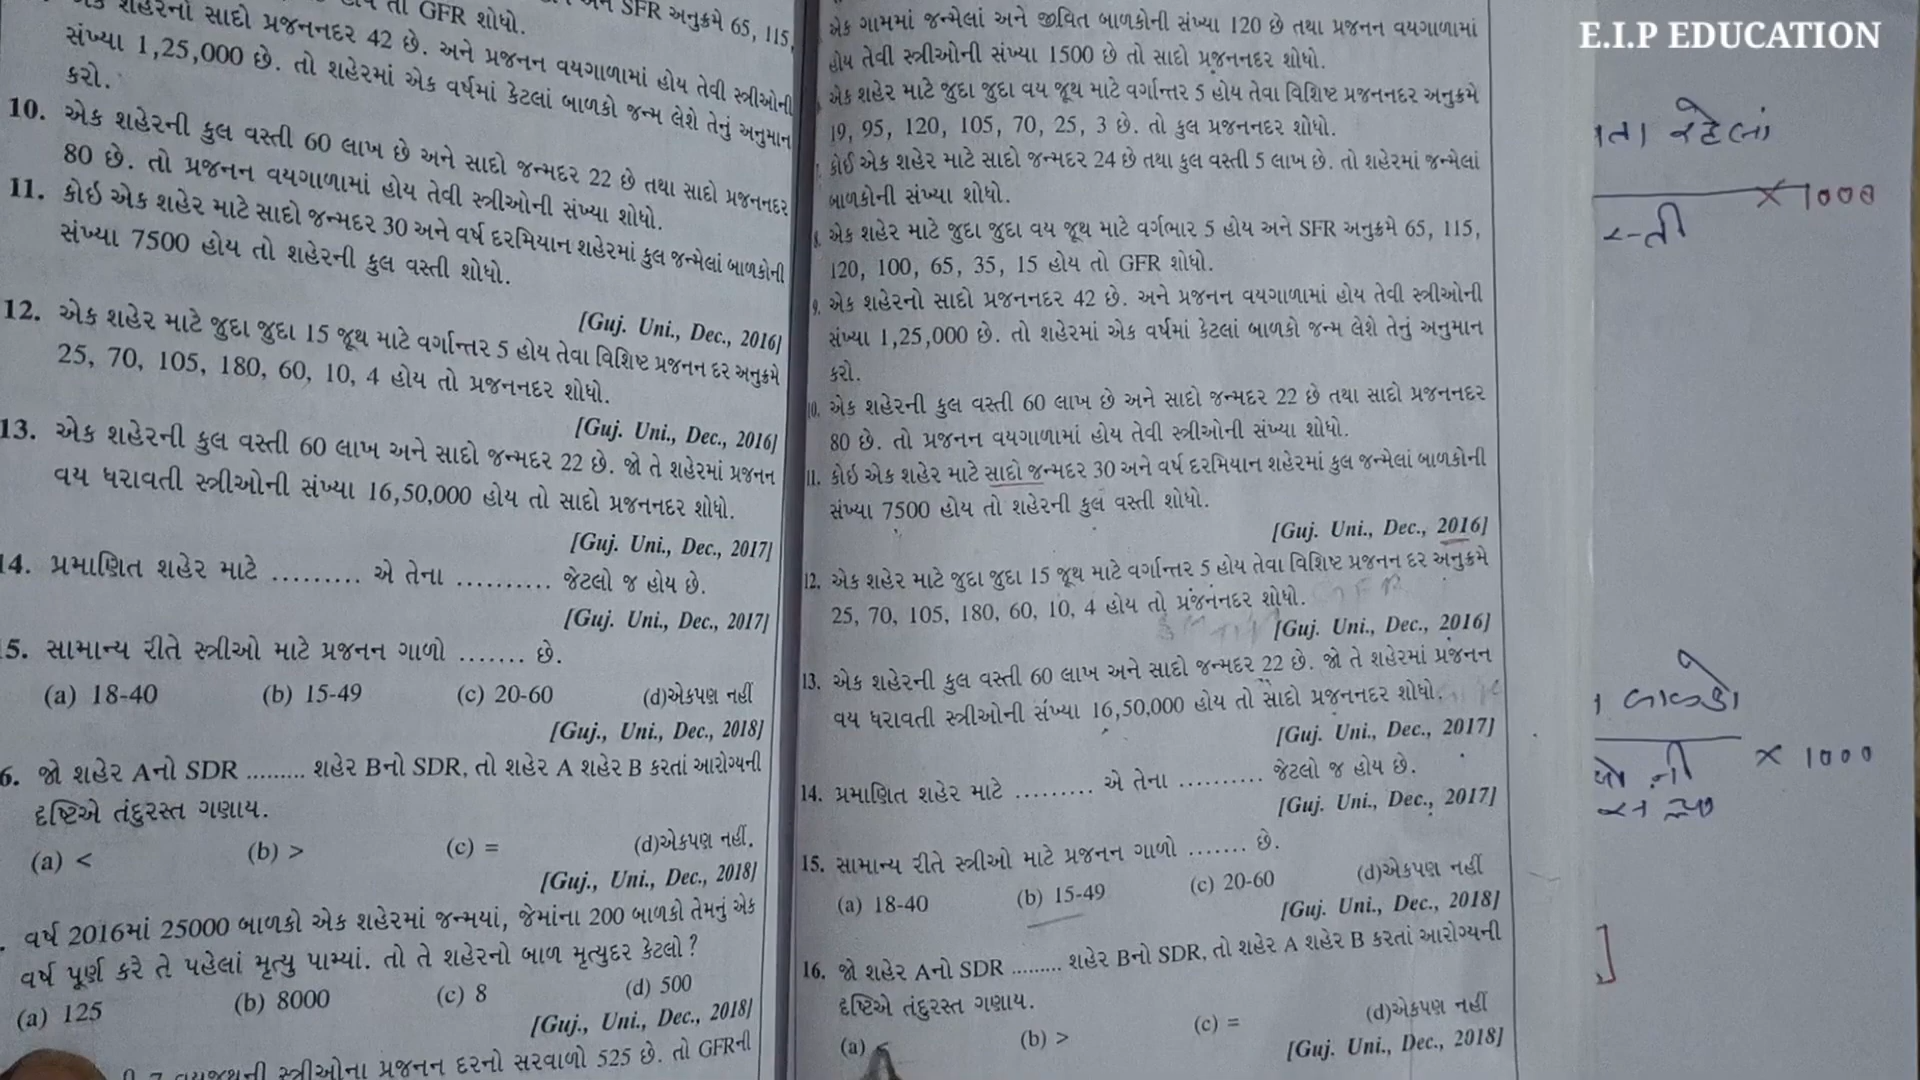 શહેરનો સાદો પ્રજનનદર 42 છે. અને પ્રજનન વયગાળામાં હોય તેવી સ્ત્રીઓની
તો GFR શોધો.
SFR અનુક્રમે 65, 115,
સંખ્યા 1,25,000 છે. તો શહેરમાં એક વર્ષમાં કેટલાં બાળકો જન્મ લેશે તેનું અનુમાન
કરો.
10. એક શહેરની કુલ વસ્તી 60 લાખ છે અને સાદો જન્મદર 22 છે તથા સાદો પ્રજનનદર
80 છે. તો પ્રજનન વયગાળામાં હોય તેવી સ્ત્રીઓની સંખ્યા શોધો.
11. કોઇ એક શહેર માટે સાદો જન્મદર 30 અને વર્ષ દરમિયાન શહેરમાં કુલ જન્મેલાં બાળકોની
સંખ્યા 7500 હોય તો શહેરની કુલ વસ્તી શોધો.
[Guj. Uni., Dec., 2016]
12. એક શહેર માટે જુદા જુદા 15 જૂથ માટે વર્ગાન્તર 5 હોય તેવા વિશિષ્ટ પ્રજનન દર અનુક્રમે
25, 70, 105, 180, 60, 10, 4 હોય તો પ્રજનનદર શોધો.
[Guj. Uni., Dec., 2016]
13. એક શહેરની કુલ વસ્તી 60 લાખ અને સાદો જન્મદર 22 છે. જો તે શહેરમાં પ્રજનન
વય ધરાવતી સ્ત્રીઓની સંખ્યા 16,50,000 હોય તો સાદો પ્રજનનદર શોધો.
[Guj. Uni., Dec., 2017]
14. પ્રમાણિત શહેર માટે ......... એ તેના .......... જેટલો જ હોય છે.
[Guj. Uni., Dec., 2017]
5. સામાન્ય રીતે સ્ત્રીઓ માટે પ્રજનન ગાળો ....... છે.
(a) 18-40 (b) 15-49 (c) 20-60 (d)એકપણ નહીં
[Guj., Uni., Dec., 2018]
6. જો શહેર Aનો SDR ......... શહેર Bનો SDR, તો શહેર A શહેર B કરતાં આરોગ્યની
દૃષ્ટિએ તંદુરસ્ત ગણાય.
(a) < (b) > (c) = (d)એકપણ નહીં.
[Guj., Uni., Dec., 2018]
. વર્ષ 2016માં 25000 બાળકો એક શહેરમાં જન્મયાં, જેમાંના 200 બાળકો તેમનું એક
વર્ષ પૂર્ણ કરે તે પહેલાં મૃત્યુ પામ્યાં. તો તે શહેરનો બાળ મૃત્યુદર કેટલો ?
(a) 125 (b) 8000 (c) 8 (d) 500
[Guj., Uni., Dec., 2018]
સ્ત્રીઓના પ્રજનન દરનો સરવાળો 525 છે. તો GFRની
એક ગામમાં જન્મેલાં અને જીવિત બાળકોની સંખ્યા 120 છે તથા પ્રજનન વયગાળામાં
હોય તેવી સ્ત્રીઓની સંખ્યા 1500 છે તો સાદો પ્રજનનદર શોધો.
એક શહેર માટે જુદા જુદા વય જૂથ માટે વર્ગાન્તર 5 હોય તેવા વિશિષ્ટ પ્રજનનદર અનુક્રમે
19, 95, 120, 105, 70, 25, 3 છે. તો કુલ પ્રજનનદર શોધો.
કોઈ એક શહેર માટે સાદો જન્મદર 24 છે તથા કુલ વસ્તી 5 લાખ છે. તો શહેરમાં જન્મેલાં
બાળકોની સંખ્યા શોધો.
8. એક શહેર માટે જુદા જુદા વય જૂથ માટે વર્ગભાર 5 હોય અને SFR અનુક્રમે 65, 115,
120, 100, 65, 35, 15 હોય તો GFR શોધો.
9. એક શહેરનો સાદો પ્રજનનદર 42 છે. અને પ્રજનન વયગાળામાં હોય તેવી સ્ત્રીઓની
સંખ્યા 1,25,000 છે. તો શહેરમાં એક વર્ષમાં કેટલાં બાળકો જન્મ લેશે તેનું અનુમાન
કરો.
10. એક શહેરની કુલ વસ્તી 60 લાખ છે અને સાદો જન્મદર 22 છે તથા સાદો પ્રજનનદર
80 છે. તો પ્રજનન વયગાળામાં હોય તેવી સ્ત્રીઓની સંખ્યા શોધો.
11. કોઇ એક શહેર માટે સાદો જન્મદર 30 અને વર્ષ દરમિયાન શહેરમાં કુલ જન્મેલાં બાળકોની
સંખ્યા 7500 હોય તો શહેરની કુલ વસ્તી શોધો.
[Guj. Uni., Dec., 2016]
12. એક શહેર માટે જુદા જુદા 15 જૂથ માટે વર્ગાન્તર 5 હોય તેવા વિશિષ્ટ પ્રજનન દર અનુક્રમે
25, 70, 105, 180, 60, 10, 4 હોય તો પ્રજનનદર શોધો.
[Guj. Uni., Dec., 2016]
13. એક શહેરની કુલ વસ્તી 60 લાખ અને સાદો જન્મદર 22 છે. જો તે શહેરમાં પ્રજનન
વય ધરાવતી સ્ત્રીઓની સંખ્યા 16,50,000 હોય તો સાદો પ્રજનનદર શોધો.
[Guj. Uni., Dec., 2017]
14. પ્રમાણિત શહેર માટે ......... એ તેના .......... જેટલો જ હોય છે.
[Guj. Uni., Dec., 2017]
15. સામાન્ય રીતે સ્ત્રીઓ માટે પ્રજનન ગાળો ....... છે.
(a) 18-40 (b) 15-49 (c) 20-60 (d)એકપણ નહીં
[Guj. Uni., Dec., 2018]
16. જો શહેર Aનો SDR ......... શહેર Bનો SDR, તો શહેર A શહેર B કરતાં આરોગ્યની
દૃષ્ટિએ તંદુરસ્ત ગણાય.
(a) < (b) > (c) = (d)એકપણ નહીં
[Guj. Uni., Dec., 2018]
E.I.P EDUCATION
× 1000
× 1000